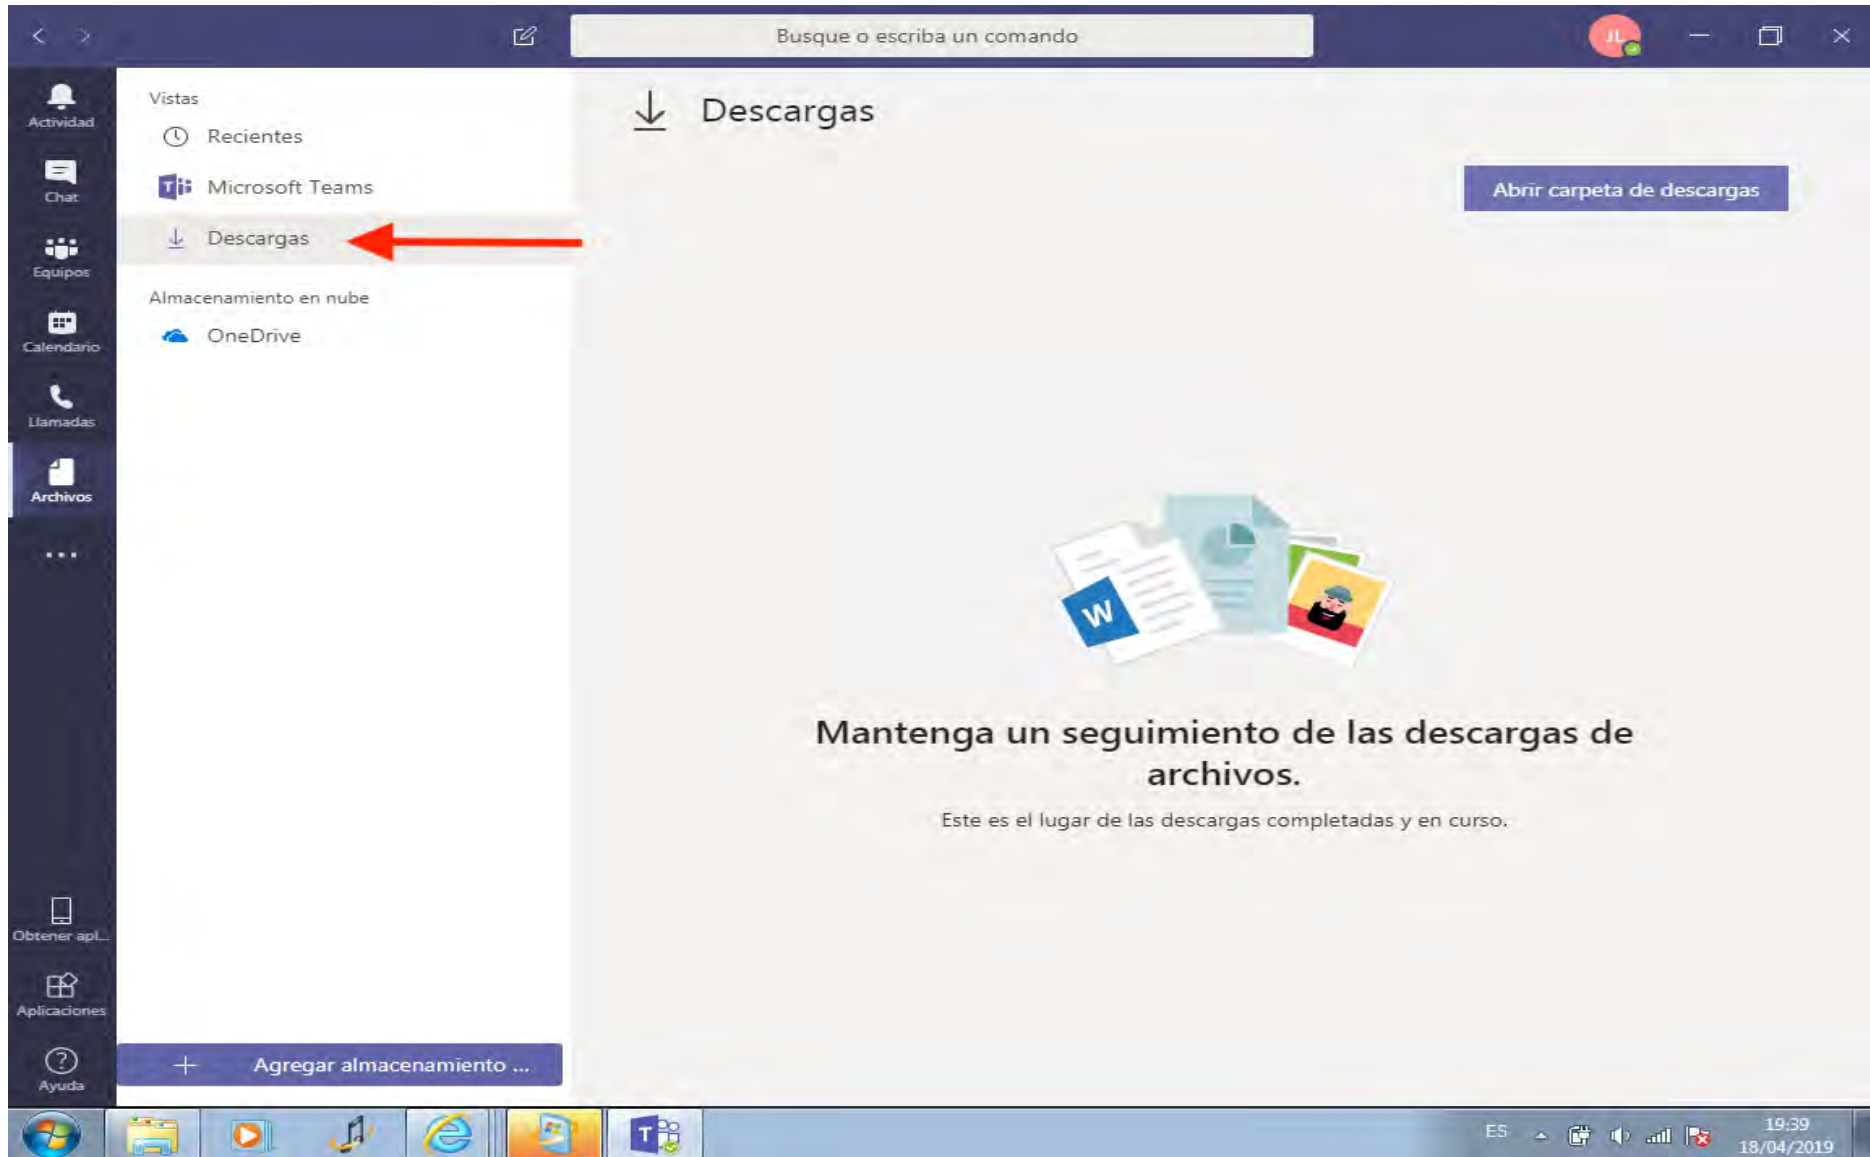 Busque o escriba un comando
JL
Actividad
Chat
Equipos
Calendario
Llamadas
Archivos
Obtener apl...
Aplicaciones
Ayuda
Vistas
Recientes
Microsoft Teams
Descargas
Almacenamiento en nube
OneDrive
Agregar almacenamiento ...
Descargas
Abrir carpeta de descargas
W
Mantenga un seguimiento de las descargas de
archivos.
Este es el lugar de las descargas completadas y en curso.
ES
19:39
18/04/2019